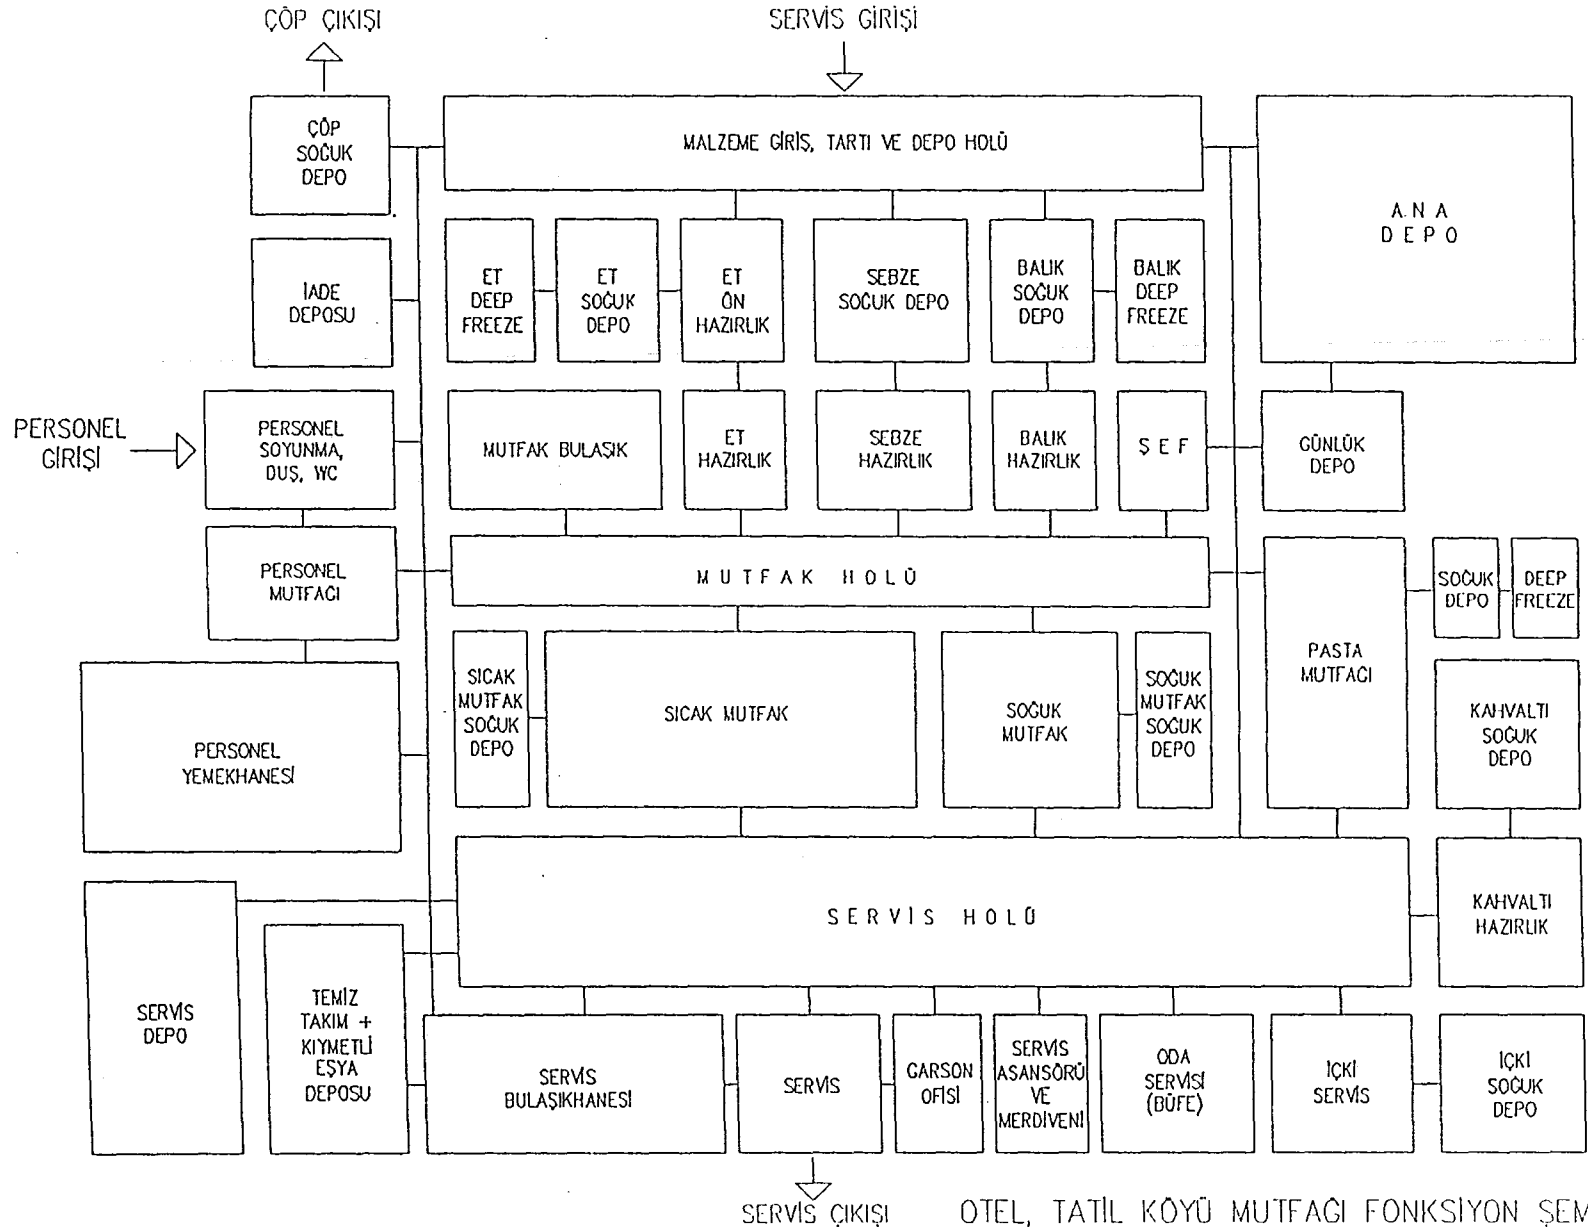 ÇÖP ÇIKIŞI
SERVİS GİRİŞİ
ÇÖP
SOĞUK
DEPO
MALZEME GİRİŞ, TARTI VE DEPO HOLÜ
A N A
D E P O
İADE
DEPOSU
ET
DEEP
FREEZE
ET
SOĞUK
DEPO
ET
ÖN
HAZIRLIK
SEBZE
SOĞUK DEPO
BALIK
SOĞUK
DEPO
BALIK
DEEP
FREEZE
PERSONEL
GİRİŞİ
PERSONEL
SOYUNMA,
DUŞ, WC
MUTFAK BULAŞIK
ET
HAZIRLIK
SEBZE
HAZIRLIK
BALIK
HAZIRLIK
Ş E F
GÜNLÜK
DEPO
PERSONEL
MUTFAĞI
M U T F A K H O L Ü
PASTA
MUTFAĞI
SOĞUK
DEPO
DEEP
FREEZE
PERSONEL
YEMEKHANESİ
SICAK
MUTFAK
SOĞUK
DEPO
SICAK MUTFAK
SOĞUK
MUTFAK
SOĞUK
MUTFAK
SOĞUK
DEPO
KAHVALTI
SOĞUK
DEPO
S E R V İ S H O L Ü
KAHVALTI
HAZIRLIK
SERVİS
DEPO
TEMİZ
TAKIM +
KIYMETLİ
EŞYA
DEPOSU
SERVİS
BULAŞIKHANESİ
SERVİS
GARSON
OFİSİ
SERVİS
ASANSÖRÜ
VE
MERDİVENİ
ODA
SERVİSİ
(BÜFE)
İÇKİ
SERVİS
İÇKİ
SOĞUK
DEPO
SERVİS ÇIKIŞI
OTEL, TATİL KÖYÜ MUTFAĞI FONKSİYON ŞEM